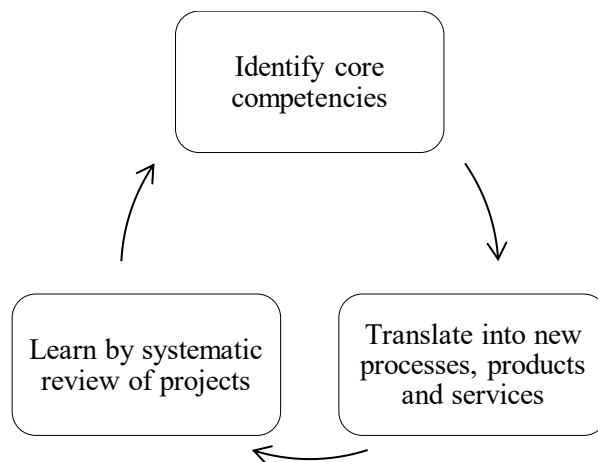 Identify core
competencies
Translate into new
processes, products
and services
Learn by systematic
review of projects